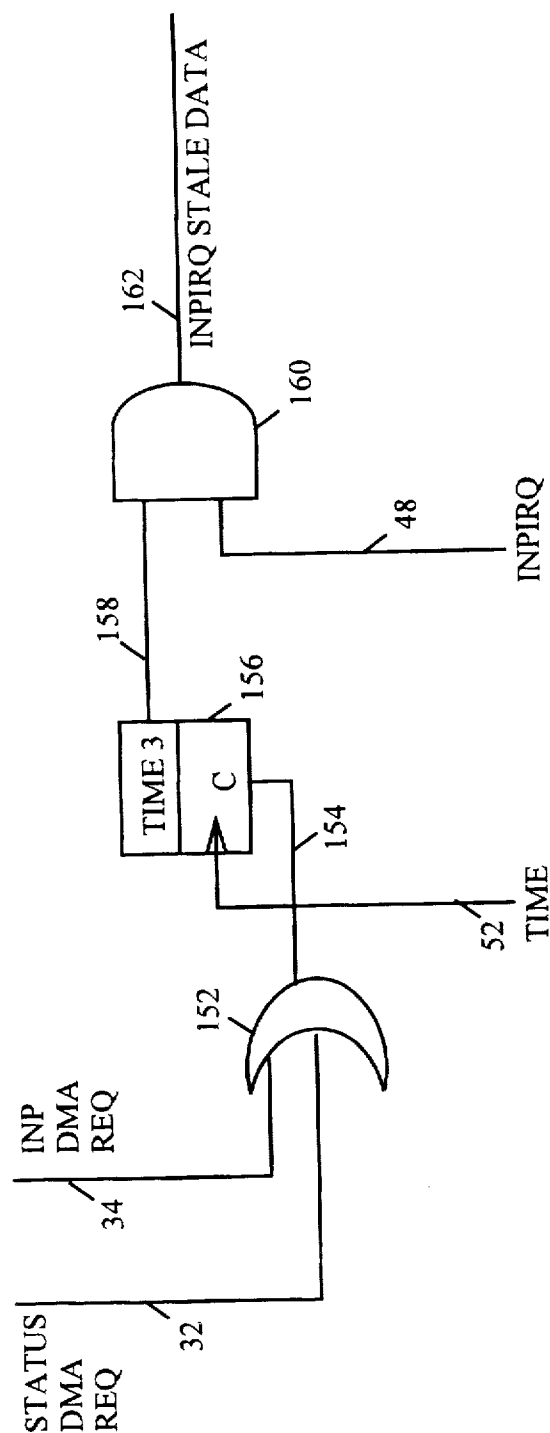 STATUS
DMA
REQ
32
INP
DMA
REQ
34
152
154
TIME 3
C
156
158
52
TIME
160
48
INPIRQ
162
INPIRQ STALE DATA